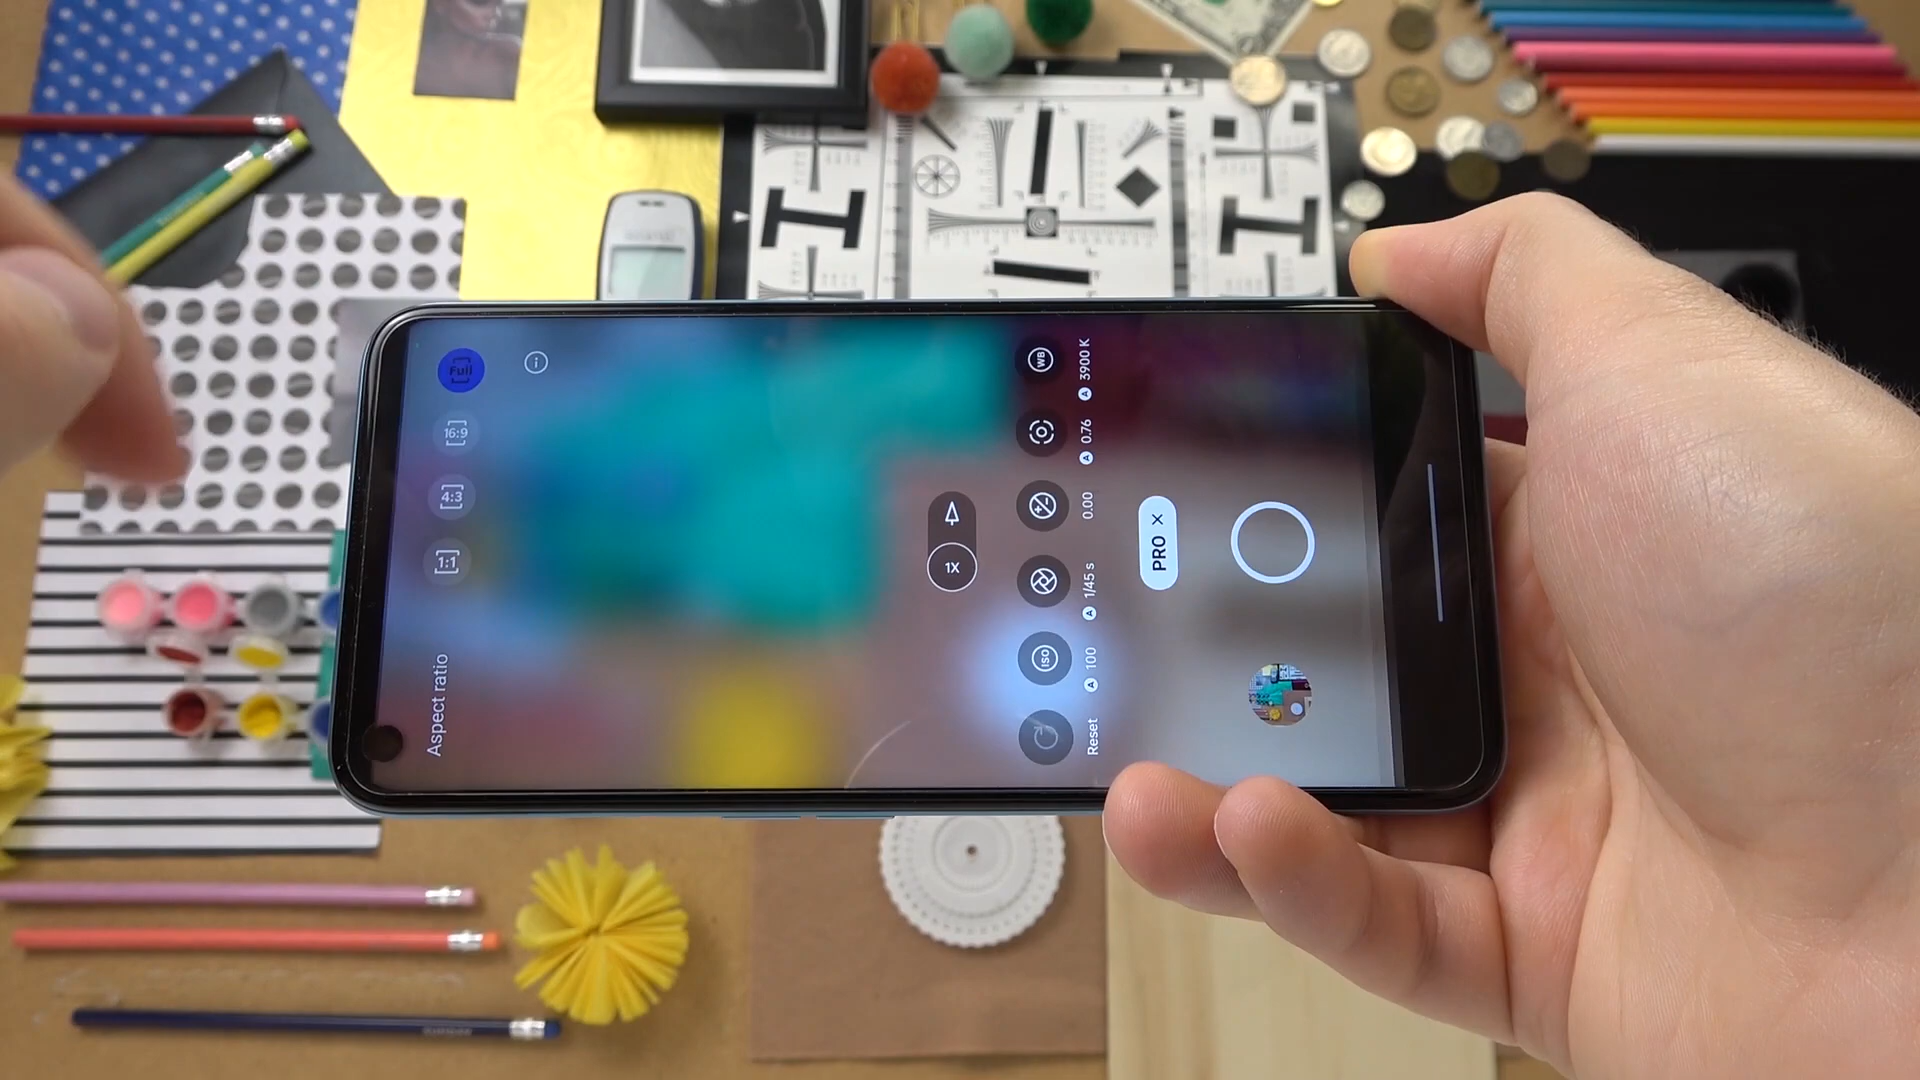 Aspect ratio
1:1
4:3
16:9
Full
1X
Reset
ISO
A 100
A 1/45 s
0.00
A 0.76
WB
A 3900 K
PRO ×